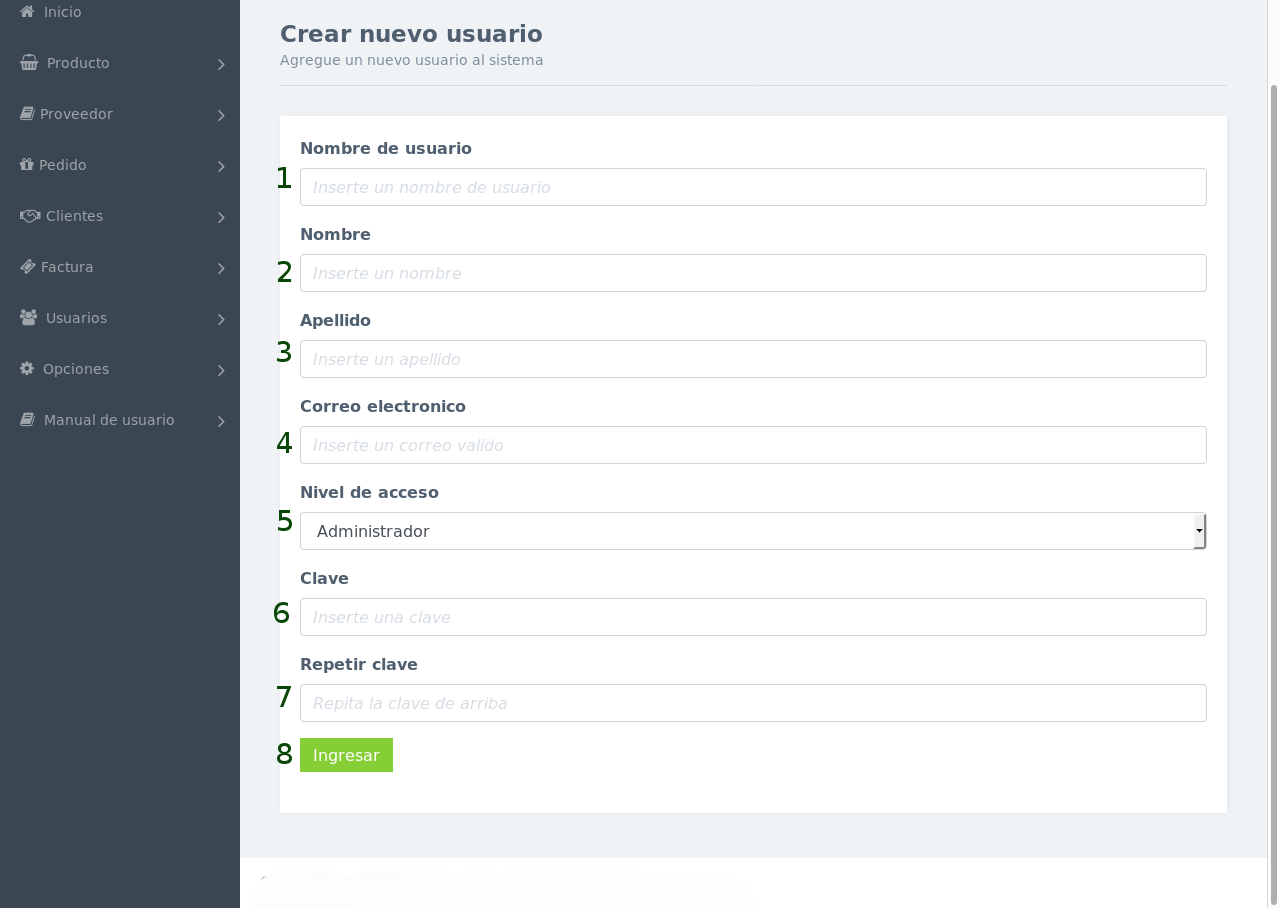 Inicio
Producto
Proveedor
Pedido
Clientes
Factura
Usuarios
Opciones
Manual de usuario
Crear nuevo usuario
Agregue un nuevo usuario al sistema
Nombre de usuario
1 Inserte un nombre de usuario
Nombre
2 Inserte un nombre
Apellido
3 Inserte un apellido
Correo electronico
4 Inserte un correo valido
Nivel de acceso
5 Administrador
Clave
6 Inserte una clave
Repetir clave
7 Repita la clave de arriba
8 Ingresar